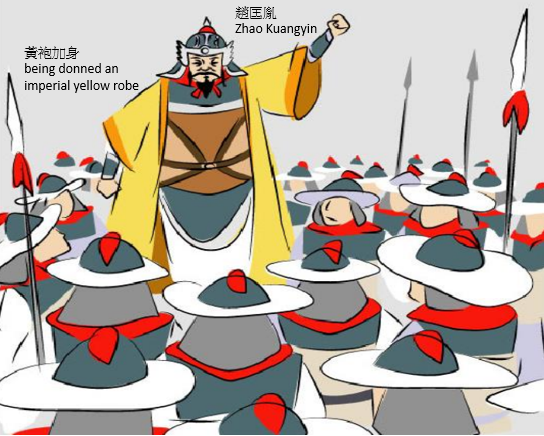 趙匡胤
Zhao Kuangyin
黃袍加身
being donned an
imperial yellow robe